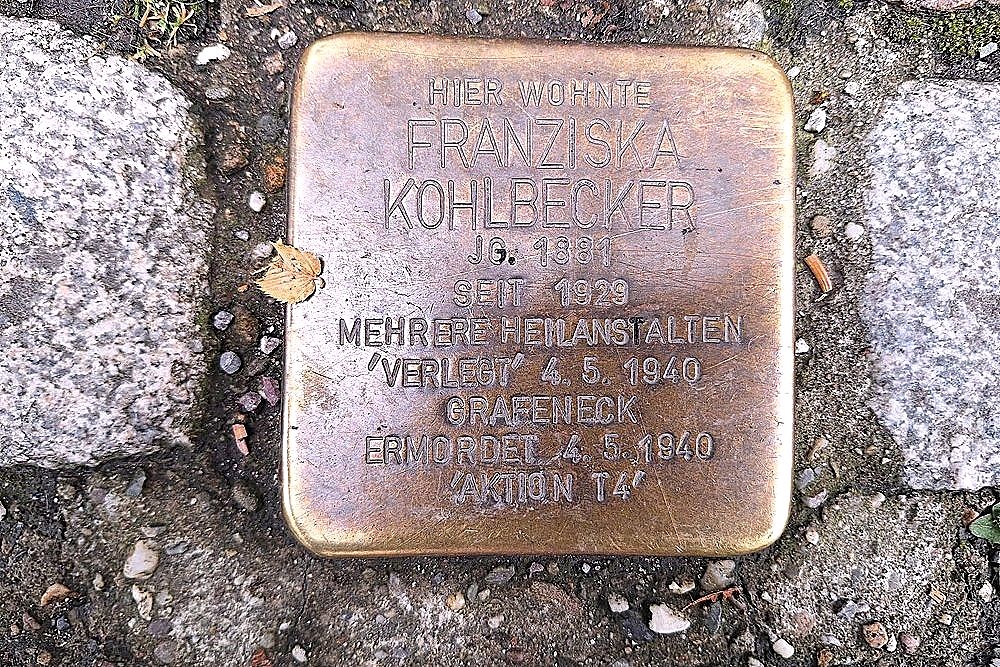 HIER WOHNTE
FRANZISKA
KOHLBECKER
JG. 1881
SEIT 1929
MEHRERE HEILANSTALTEN
'VERLEGT' 4.5.1940
GRAFENECK
ERMORDET 4.5.1940
'AKTION T4'